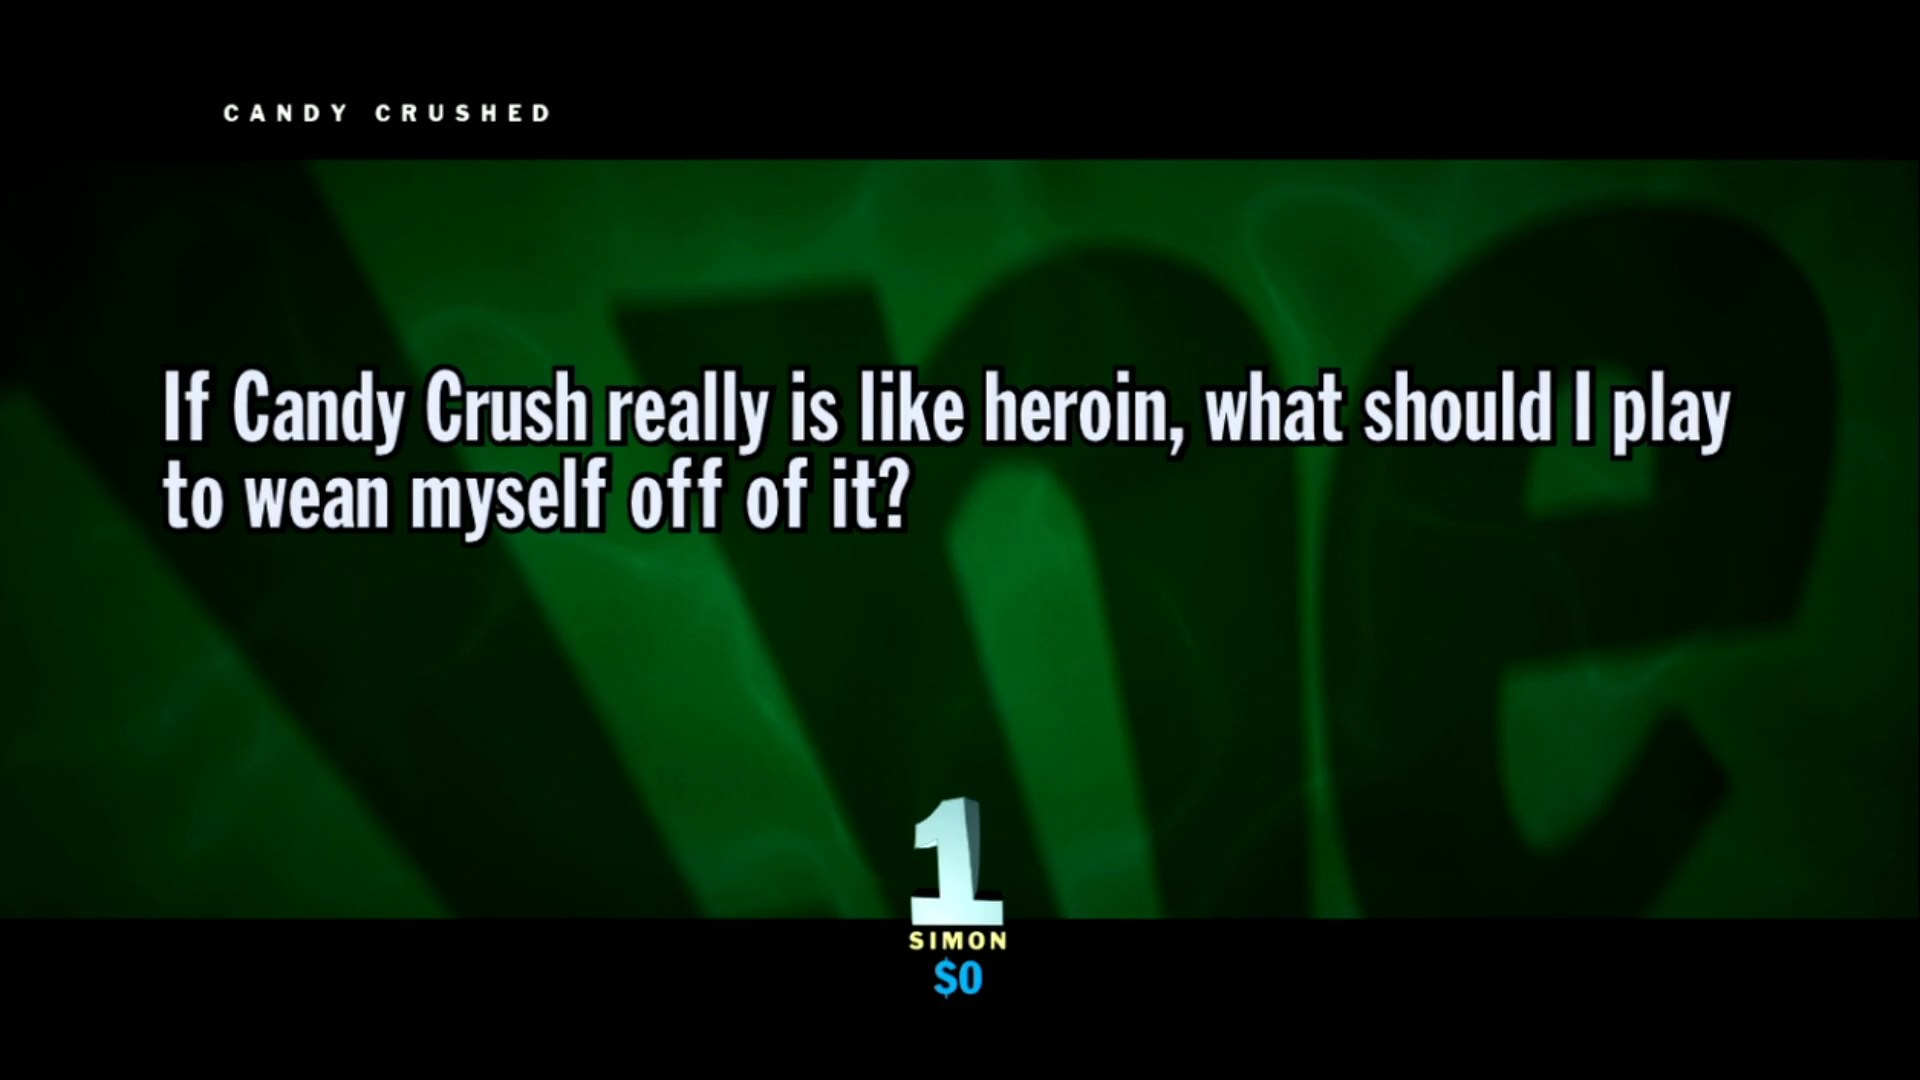 CANDY CRUSHED
If Candy Crush really is like heroin, what should I play
to wean myself off of it?
1
SIMON
$0